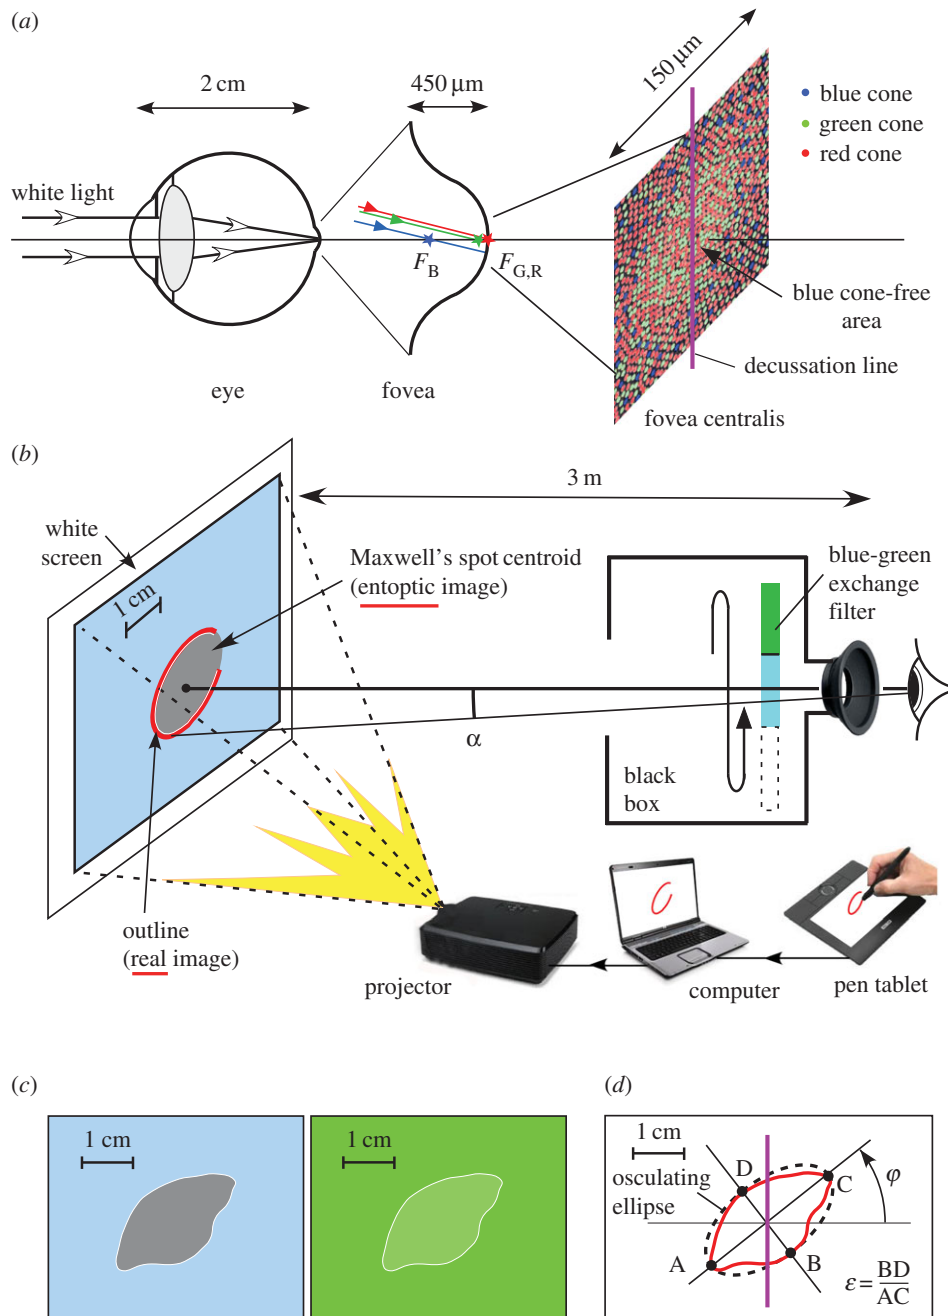 (a)
2 cm
450 µm
150 µm
blue cone
green cone
red cone
white light
F_B
F_G,R
blue cone-free
area
decussation line
eye
fovea
fovea centralis
(b)
3 m
white
screen
Maxwell's spot centroid
(entoptic image)
blue-green
exchange
filter
1 cm
α
black
box
outline
(real image)
projector
computer
pen tablet
(c)
1 cm
1 cm
(d)
1 cm
osculating
ellipse
D
C
φ
A
B
ε = BD
AC